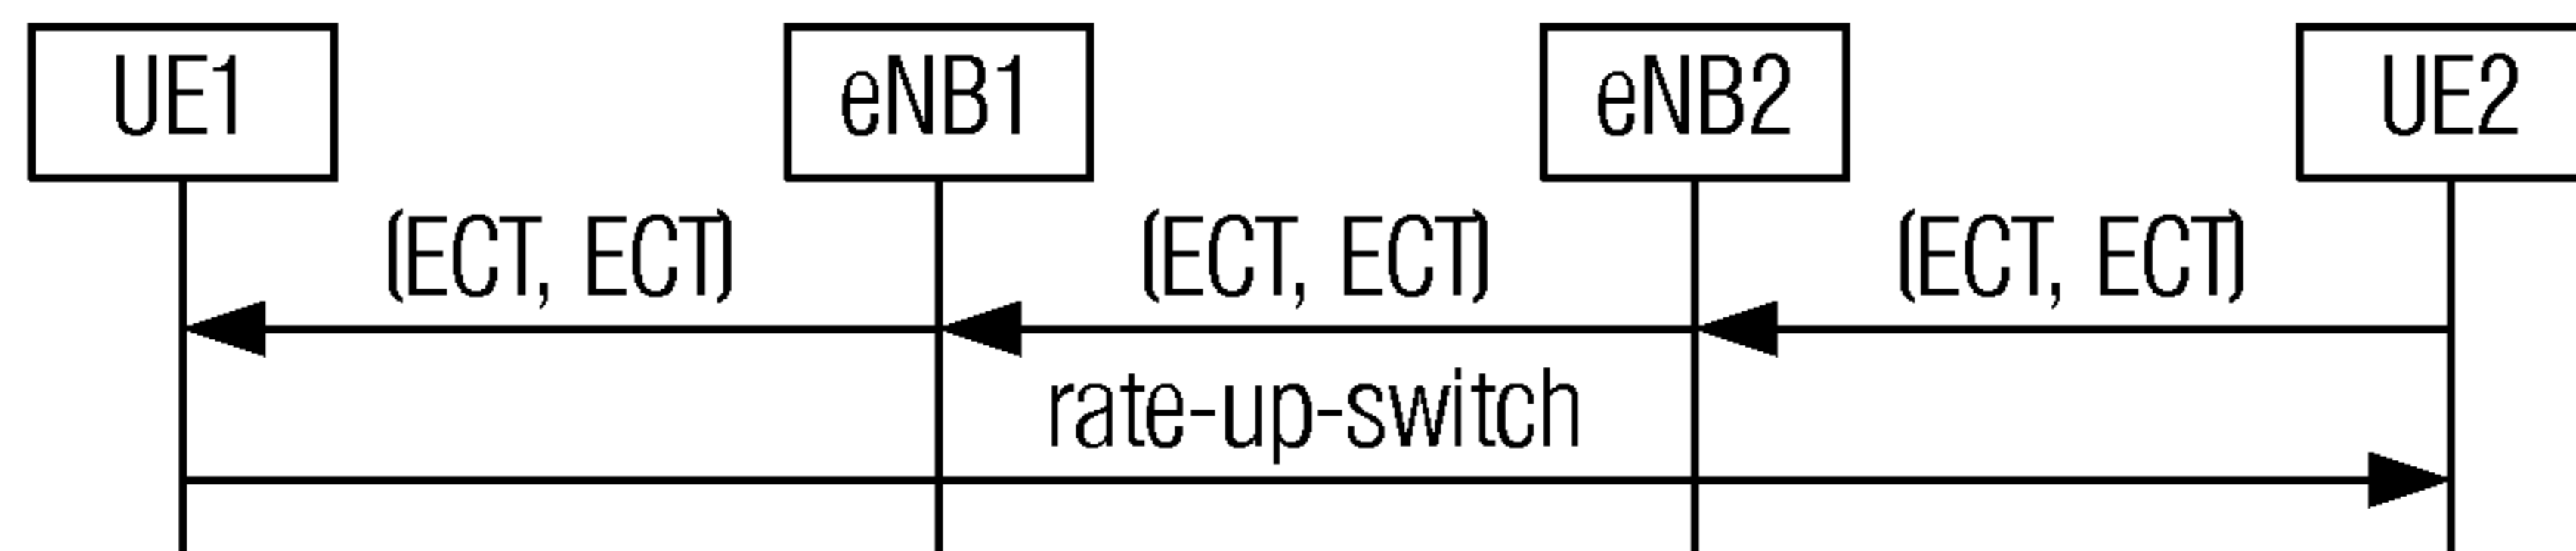 UE1 eNB1 eNB2 UE2
(ECT, ECT) (ECT, ECT) (ECT, ECT)
rate-up-switch